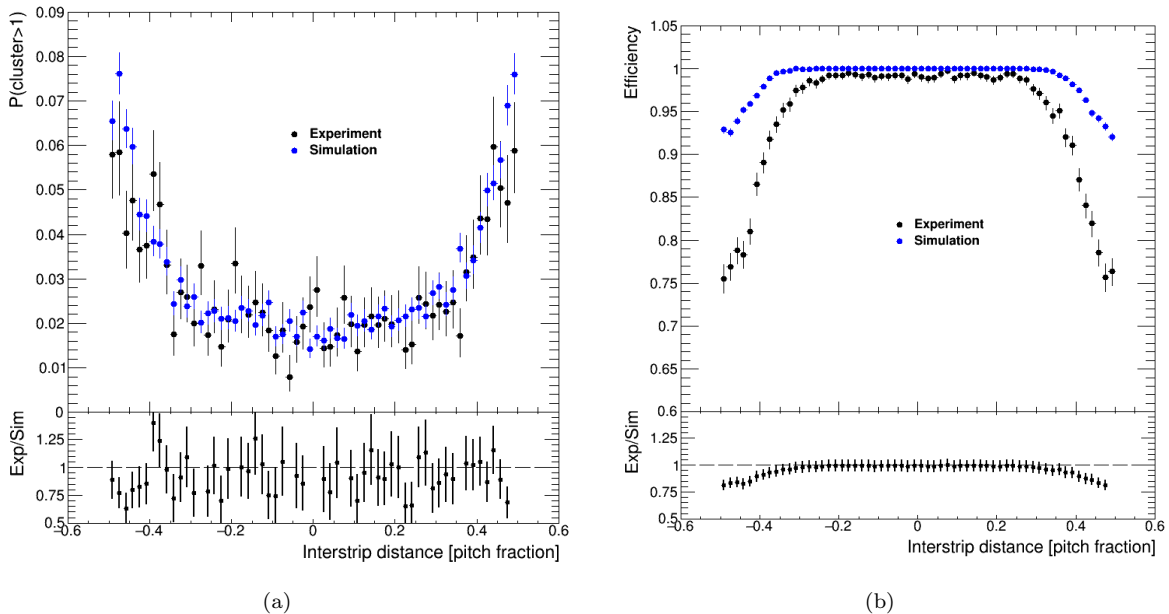 P(cluster>1)
0.09
0.08
0.07
0.06
0.05
0.04
0.03
0.02
0.01
0
Experiment
Simulation
Exp/Sim
1.25
1
0.75
0.5
−0.6 −0.4 −0.2 0 0.2 0.4 0.6
Interstrip distance [pitch fraction]
(a)
Efficiency
1.05
1
0.95
0.9
0.85
0.8
0.75
0.7
0.65
0.6
Experiment
Simulation
Exp/Sim
1.25
1
0.75
0.5
−0.6 −0.4 −0.2 0 0.2 0.4 0.6
Interstrip distance [pitch fraction]
(b)